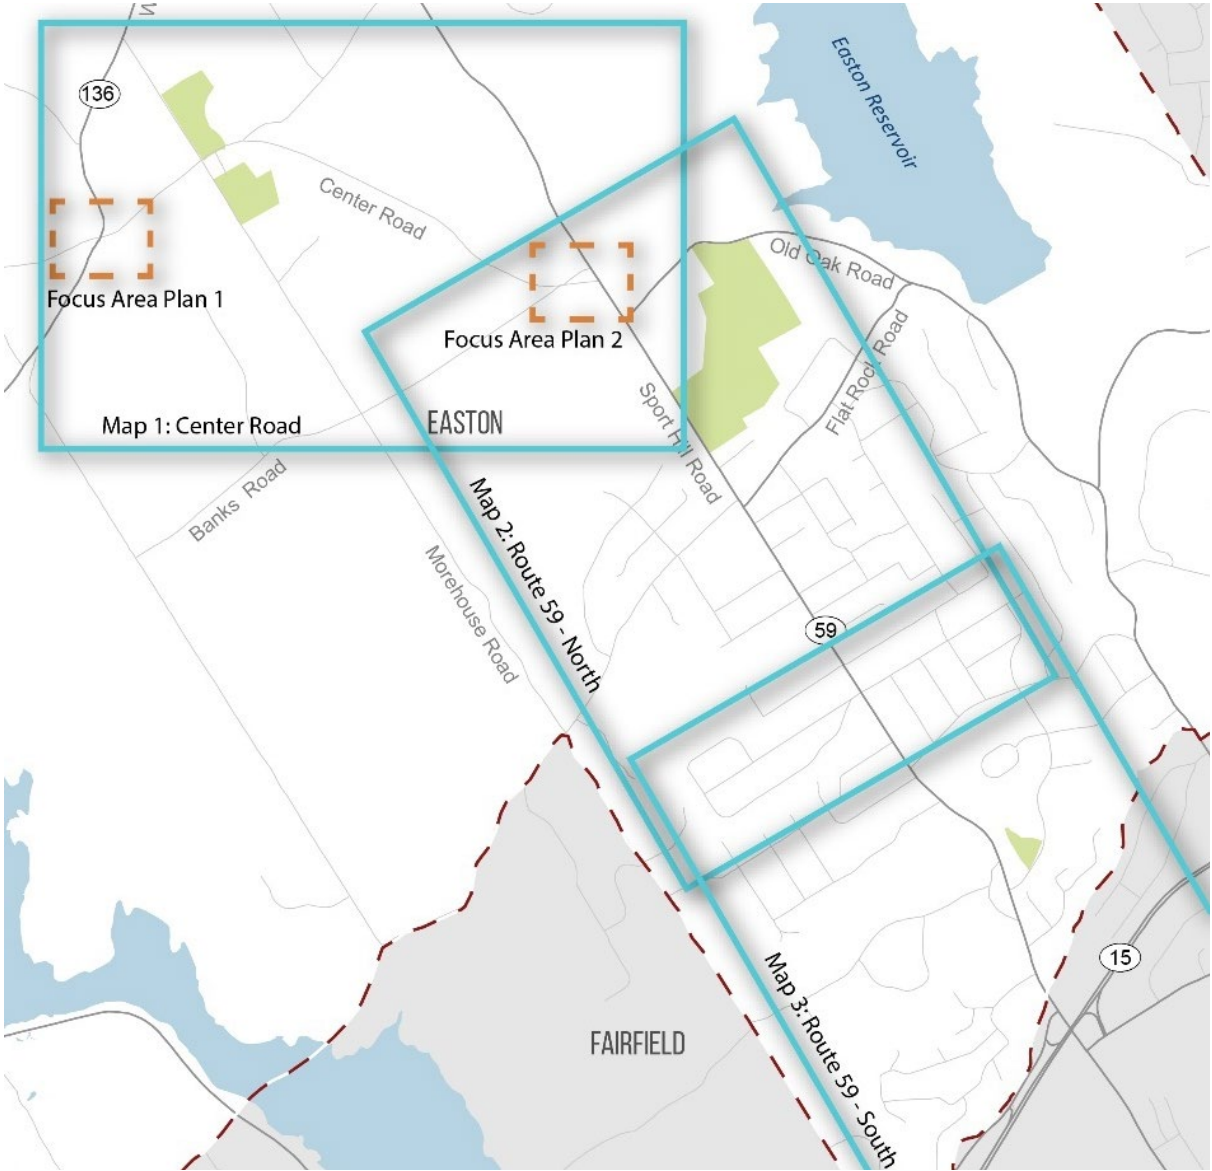 136
Easton Reservoir
Center Road
Old Oak Road
Focus Area Plan 1
Focus Area Plan 2
Flat Rock Road
Sport Hill Road
Map 1: Center Road
EASTON
Banks Road
Map 2: Route 59 - North
Morehouse Road
59
15
Map 3: Route 59 - South
FAIRFIELD